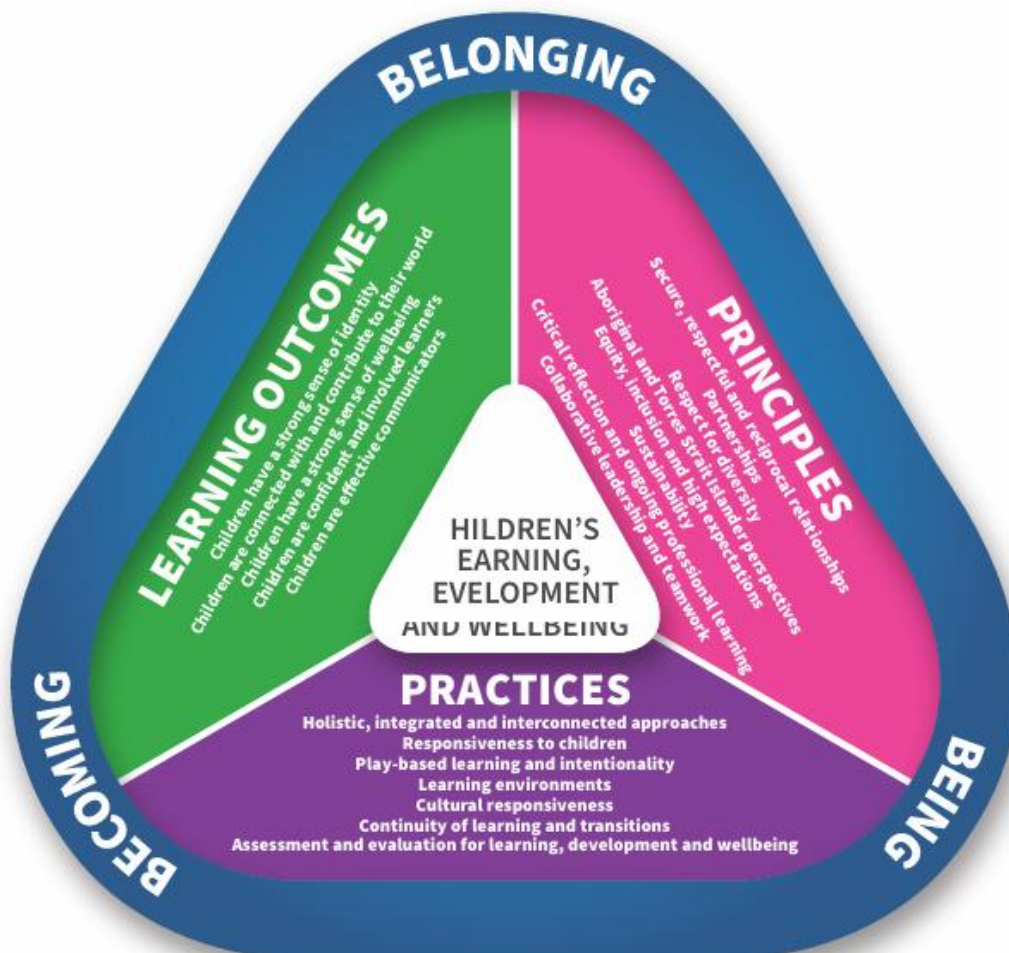 BELONGING
LEARNING OUTCOMES
Children have a strong sense of identity
Children are connected with and contribute to their world
Children have a strong sense of wellbeing
Children are confident and involved learners
Children are effective communicators
PRINCIPLES
Secure, respectful and reciprocal relationships
Partnerships
Respect for diversity
Aboriginal and Torres Strait Islander perspectives
Equity, inclusion and high expectations
Sustainability
Critical reflection and ongoing professional learning
Collaborative leadership and teamwork
HILDREN’S
EARNING,
EVELOPMENT
AND WELLBEING
PRACTICES
Holistic, integrated and interconnected approaches
Responsiveness to children
Play-based learning and intentionality
Learning environments
Cultural responsiveness
Continuity of learning and transitions
Assessment and evaluation for learning, development and wellbeing
BECOMING
BEING